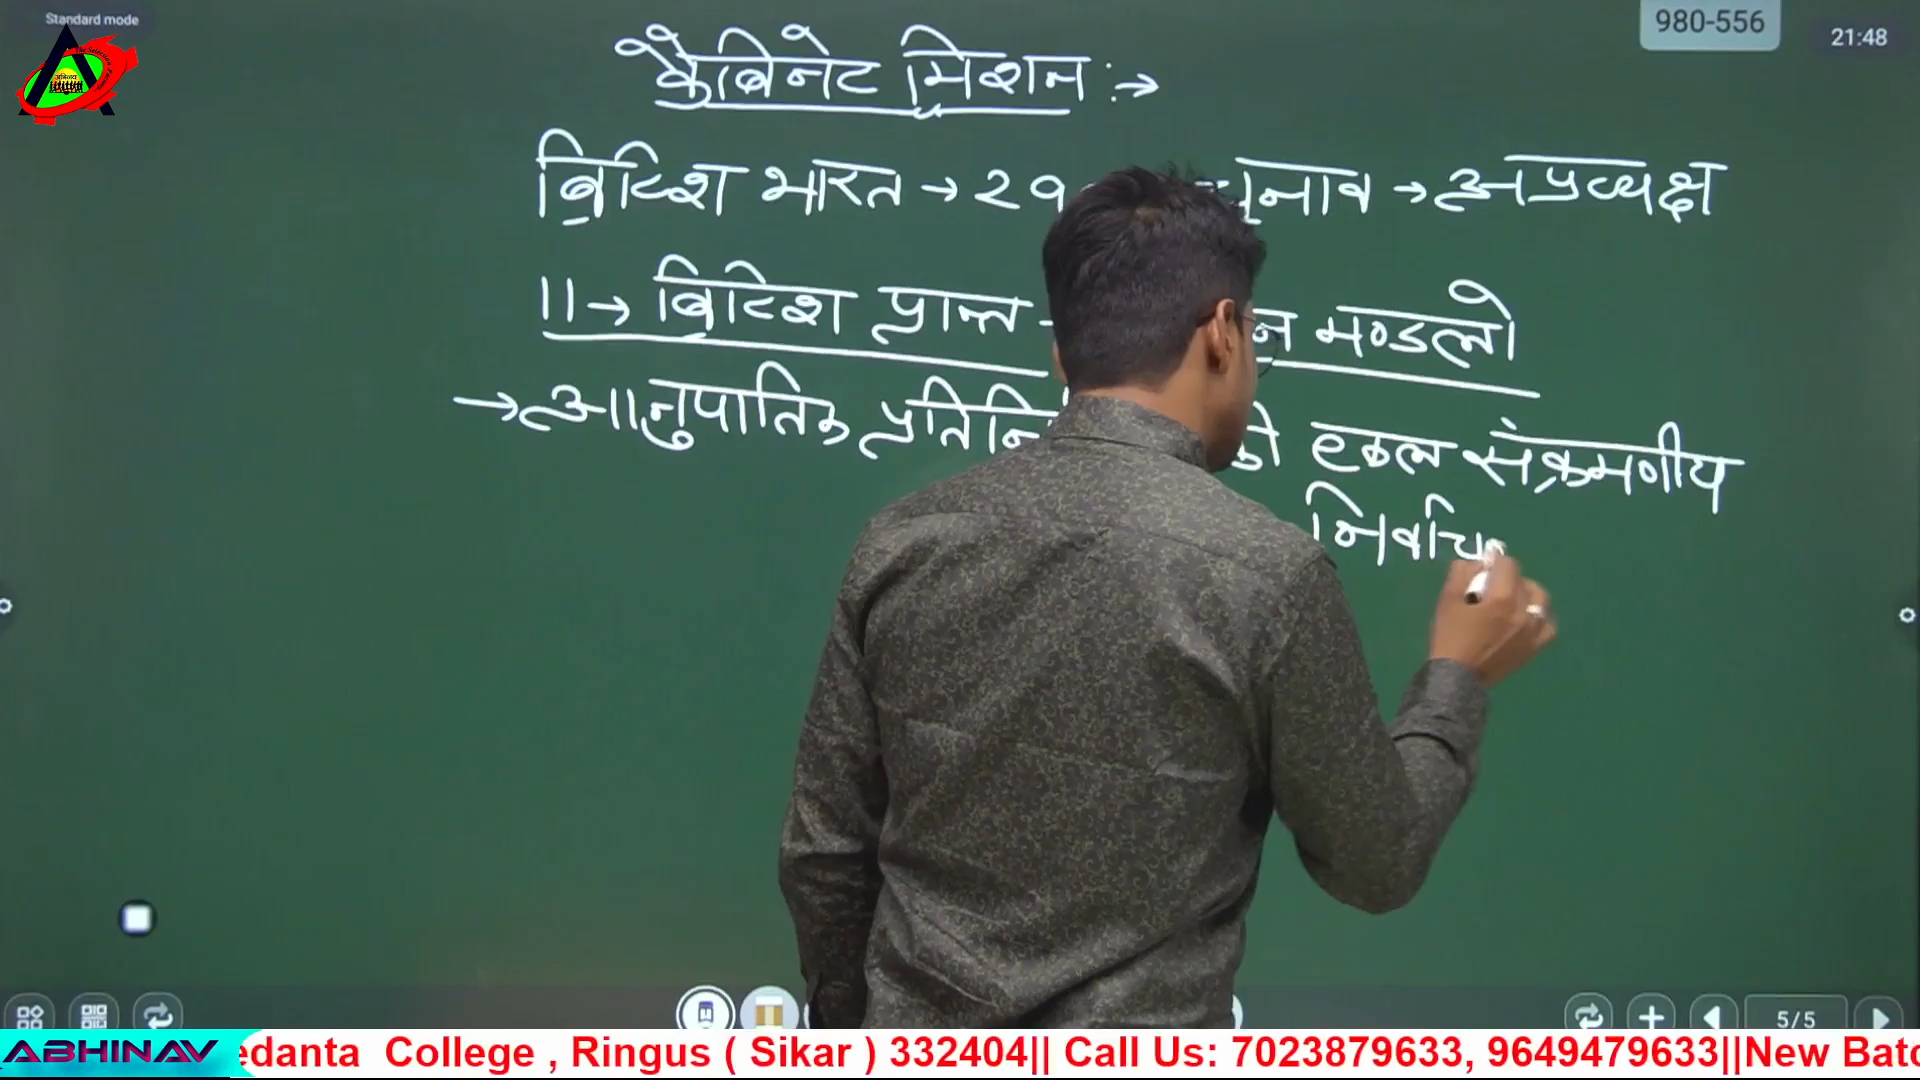 Standard mode
980-556
21:48
कैबिनेट मिशन :→
ब्रिटिश भारत → 29 चुनाव → अप्रत्यक्ष
11 → ब्रिटिश प्रान्त - न मण्डलो
→ आनुपातिक प्रतिनि की एकल संक्रमणीय
निर्वाच
5/5
ABHINAV edanta College , Ringus ( Sikar ) 332404|| Call Us: 7023879633, 9649479633||New Batc